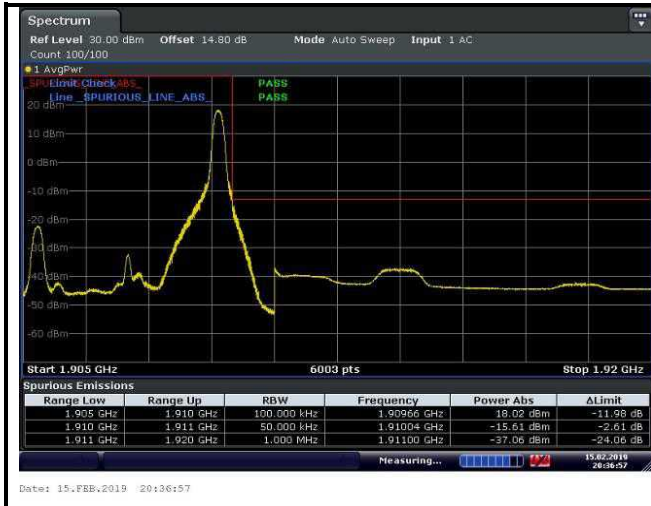 Spectrum
Ref Level 30.00 dBm Offset 14.80 dB Mode Auto Sweep Input 1 AC
Count 100/100
1 AvgPwr
Limit Check PASS
Line _SPURIOUS_LINE_ABS_ PASS
20 dBm
10 dBm
0 dBm
-10 dBm
-20 dBm
-30 dBm
-40 dBm
-50 dBm
-60 dBm
Start 1.905 GHz 6003 pts Stop 1.92 GHz
Spurious Emissions
Range Low Range Up RBW Frequency Power Abs ΔLimit
1.905 GHz 1.910 GHz 100.000 kHz 1.90966 GHz 18.02 dBm -11.98 dB
1.910 GHz 1.911 GHz 50.000 kHz 1.91004 GHz -15.61 dBm -2.61 dB
1.911 GHz 1.920 GHz 1.000 MHz 1.91100 GHz -37.06 dBm -24.06 dB
Measuring... 15.02.2019
20:36:57
Date: 15.FEB.2019 20:36:57